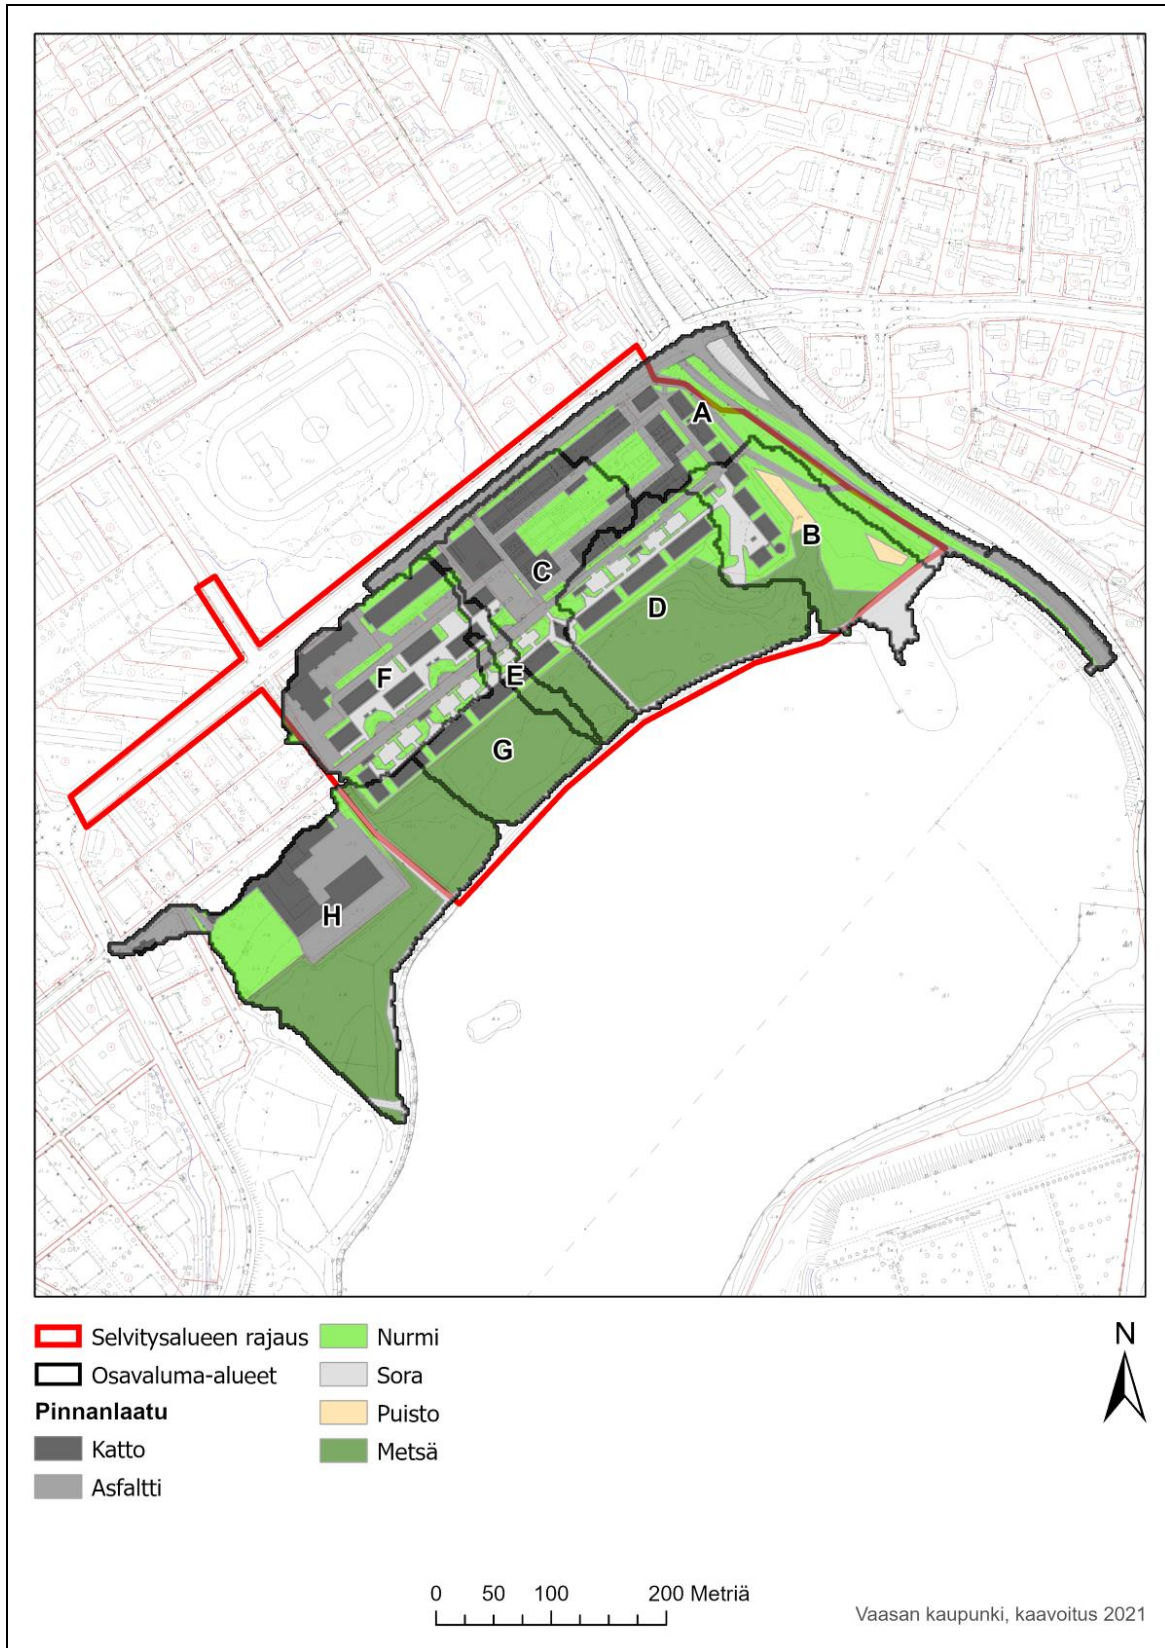 A
B
C
D
F
E
G
H
Selvitysalueen rajaus
Osavaluma-alueet
Pinnanlaatu
Katto
Asfaltti
Nurmi
Sora
Puisto
Metsä
N
0 50 100 200 Metriä
Vaasan kaupunki, kaavoitus 2021